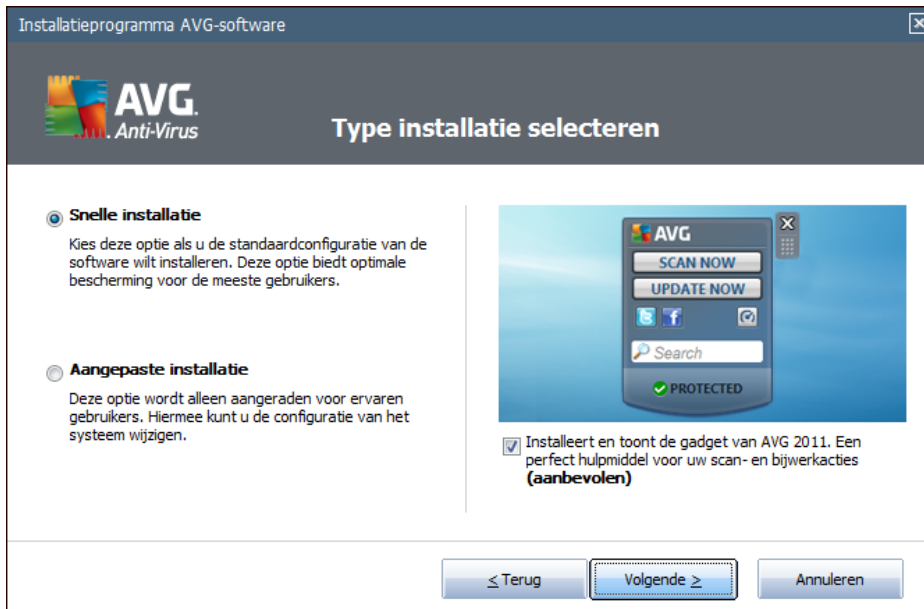 Installatieprogramma AVG-software
AVG.
Anti-Virus
Type installatie selecteren
Snelle installatie
Kies deze optie als u de standaardconfiguratie van de
software wilt installeren. Deze optie biedt optimale
bescherming voor de meeste gebruikers.
Aangepaste installatie
Deze optie wordt alleen aangeraden voor ervaren
gebruikers. Hiermee kunt u de configuratie van het
systeem wijzigen.
AVG
SCAN NOW
UPDATE NOW
Search
PROTECTED
Installeert en toont de gadget van AVG 2011. Een
perfect hulpmiddel voor uw scan- en bijwerkacties
(aanbevolen)
< Terug
Volgende >
Annuleren